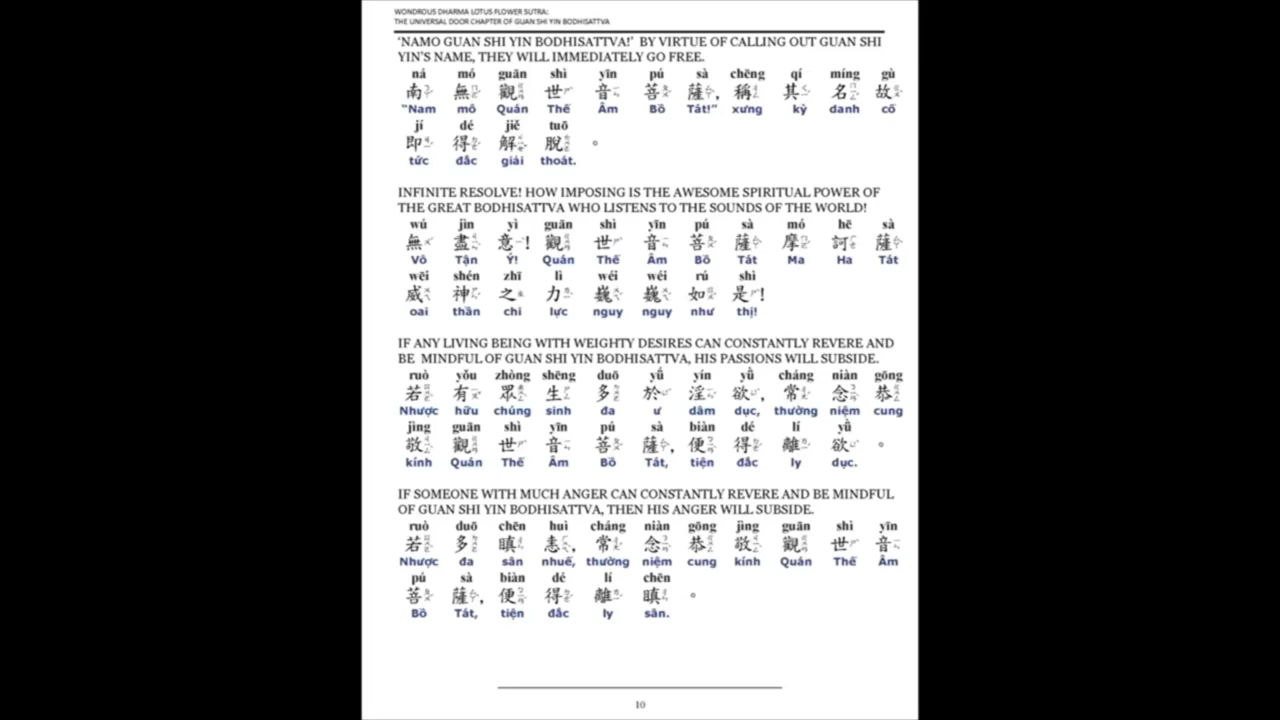 WONDROUS DHARMA LOTUS FLOWER SUTRA:
THE UNIVERSAL DOOR CHAPTER OF GUAN SHI YIN BODHISATTVA
'NAMO GUAN SHI YIN BODHISATTVA!' BY VIRTUE OF CALLING OUT GUAN SHI
YIN'S NAME, THEY WILL IMMEDIATELY GO FREE.
ná mó guān shì yīn pú sà chēng qí míng gù
南 無 觀 世 音 菩 薩, 稱 其 名 故
"Nam mô Quán Thế Âm Bồ Tát!" xưng kỳ danh cố
jí dé jiě tuō
即 得 解 脫 。
tức đắc giải thoát.
INFINITE RESOLVE! HOW IMPOSING IS THE AWESOME SPIRITUAL POWER OF
THE GREAT BODHISATTVA WHO LISTENS TO THE SOUNDS OF THE WORLD!
wú jìn yì guān shì yīn pú sà mó hē sà
無 盡 意! 觀 世 音 菩 薩 摩 訶 薩
Vô Tận Ý! Quán Thế Âm Bồ Tát Ma Ha Tát
wēi shén zhī lì wéi wéi rú shì
威 神 之 力 巍 巍 如 是!
oai thần chi lực nguy nguy như thị!
IF ANY LIVING BEING WITH WEIGHTY DESIRES CAN CONSTANTLY REVERE AND
BE MINDFUL OF GUAN SHI YIN BODHISATTVA, HIS PASSIONS WILL SUBSIDE.
ruò yǒu zhòng shēng duō yǘ yín yǜ cháng niàn gōng
若 有 眾 生 多 於 淫 欲, 常 念 恭
Nhược hữu chúng sinh đa ư dâm dục, thường niệm cung
jìng guān shì yīn pú sà biàn dé lí yǜ
敬 觀 世 音 菩 薩, 便 得 離 欲 。
kính Quán Thế Âm Bồ Tát, tiện đắc ly dục.
IF SOMEONE WITH MUCH ANGER CAN CONSTANTLY REVERE AND BE MINDFUL
OF GUAN SHI YIN BODHISATTVA, THEN HIS ANGER WILL SUBSIDE.
ruò duō chēn huì cháng niàn gōng jìng guān shì yīn
若 多 瞋 恚, 常 念 恭 敬 觀 世 音
Nhược đa sân nhuế, thường niệm cung kính Quán Thế Âm
pú sà biàn dé lí chēn
菩 薩, 便 得 離 瞋 。
Bồ Tát, tiện đắc ly sân.
10